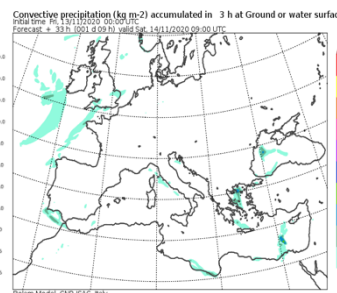 Convective precipitation (kg m-2) accumulated in 3 h at Ground or water surfac
Initial time Fri, 13/11/2020 00:00 UTC
Forecast + 33 h (001 d 09 h) valid Sat, 14/11/2020 09:00 UTC